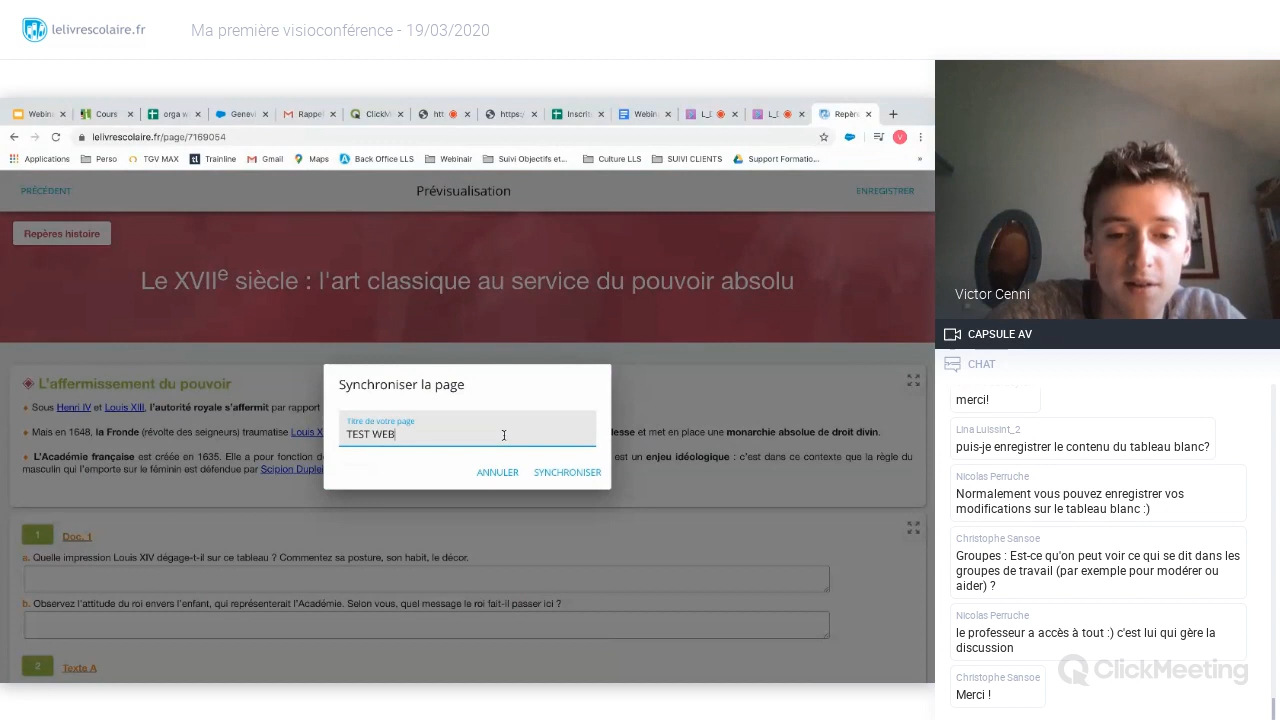 lelivrescolaire.fr
Ma première visioconférence - 19/03/2020
Webin
Cours
orga w
Genevi
Rappel
ClickM
htt
https:
Inscrit
Webin
L_D
L_D
Repèr
lelivrescolaire.fr/page/7169054
Applications
Perso
TGV MAX
Trainline
Gmail
Maps
Back Office LLS
Webinair
Suivi Objectifs et...
Culture LLS
SUIVI CLIENTS
Support Formatio...
»
PRÉCÉDENT
Prévisualisation
ENREGISTRER
Repères histoire
Le XVIIe siècle : l'art classique au service du pouvoir absolu
L'affermissement du pouvoir
Sous Henri IV et Louis XIII, l'autorité royale s'affermit par rapport
Mais en 1648, la Fronde (révolte des seigneurs) traumatise Louis X
et met en place une monarchie absolue de droit divin.
L'Académie française est créée en 1635. Elle a pour fonction d
est un enjeu idéologique : c'est dans ce contexte que la règle du
masculin qui l'emporte sur le féminin est défendue par Scipion Duplei
Synchroniser la page
Titre de votre page
TEST WEB
ANNULER
SYNCHRONISER
1
Doc. 1
a. Quelle impression Louis XIV dégage-t-il sur ce tableau ? Commentez sa posture, son habit, le décor.
b. Observez l'attitude du roi envers l'enfant, qui représenterait l'Académie. Selon vous, quel message le roi fait-il passer ici ?
2
Texte A
Victor Cenni
CAPSULE AV
CHAT
merci!
Lina Luissint_2
puis-je enregistrer le contenu du tableau blanc?
Nicolas Perruche
Normalement vous pouvez enregistrer vos
modifications sur le tableau blanc :)
Christophe Sansoe
Groupes : Est-ce qu'on peut voir ce qui se dit dans les
groupes de travail (par exemple pour modérer ou
aider) ?
Nicolas Perruche
le professeur a accès à tout :) c'est lui qui gère la
discussion
Christophe Sansoe
Merci !
ClickMeeting